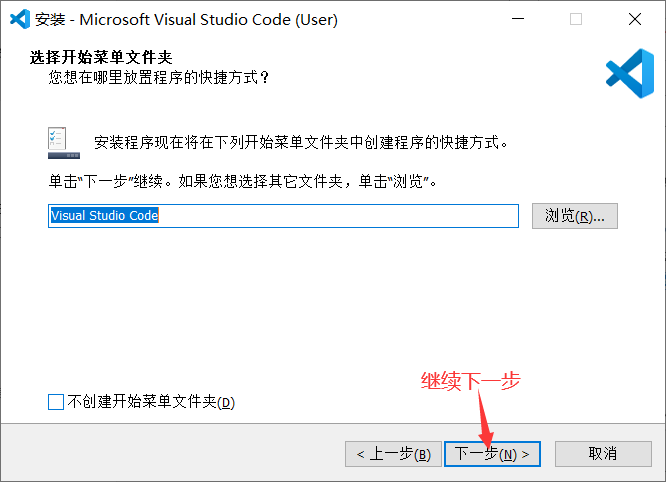 安装 - Microsoft Visual Studio Code (User)
选择开始菜单文件夹
您想在哪里放置程序的快捷方式？
安装程序现在将在下列开始菜单文件夹中创建程序的快捷方式。
单击“下一步”继续。如果您想选择其它文件夹，单击“浏览”。
Visual Studio Code
浏览(R)...
继续下一步
不创建开始菜单文件夹(D)
< 上一步(B)
下一步(N) >
取消